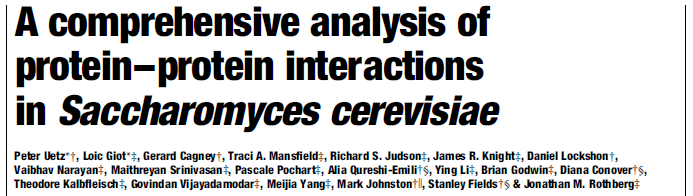 A comprehensive analysis of
protein–protein interactions
in Saccharomyces cerevisiae
Peter Uetz*†, Loic Giot*‡, Gerard Cagney†, Traci A. Mansfield‡, Richard S. Judson‡, James R. Knight‡, Daniel Lockshon†,
Vaibhav Narayan‡, Maithreyan Srinivasan‡, Pascale Pochart‡, Alia Qureshi-Emili†§, Ying Li‡, Brian Godwin‡, Diana Conover†§,
Theodore Kalbfleisch‡, Govindan Vijayadamodar‡, Meijia Yang‡, Mark Johnston†∥, Stanley Fields†§ & Jonathan M. Rothberg‡